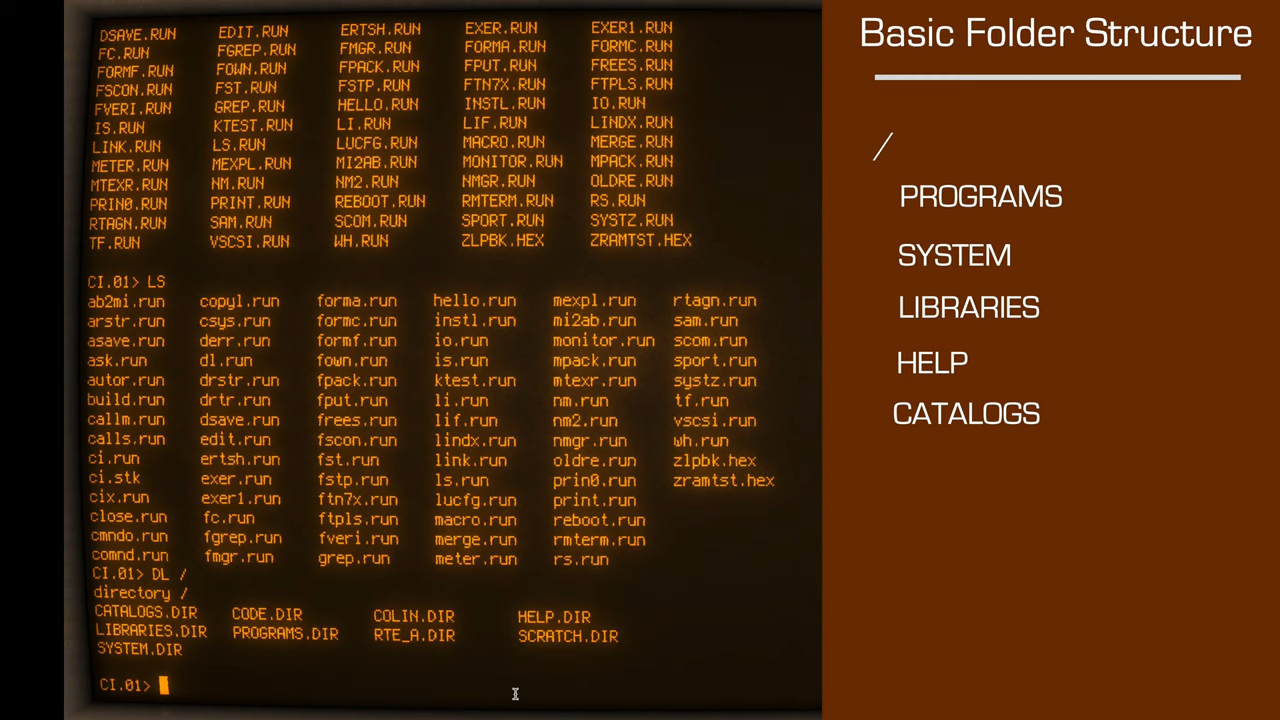 DSAVE.RUN EDIT.RUN ERTSH.RUN EXER.RUN EXER1.RUN
FC.RUN FGREP.RUN FMGR.RUN FORMA.RUN FORMC.RUN
FORMF.RUN FOWN.RUN FPACK.RUN FPUT.RUN FREES.RUN
FSCON.RUN FST.RUN FSTP.RUN FTN7X.RUN FTPLS.RUN
FVERI.RUN GREP.RUN HELLO.RUN INSTL.RUN IO.RUN
IS.RUN KTEST.RUN LI.RUN LIF.RUN LINDX.RUN
LINK.RUN LS.RUN LUCFG.RUN MACRO.RUN MERGE.RUN
METER.RUN MEXPL.RUN MI2AB.RUN MONITOR.RUN MPACK.RUN
MTEXR.RUN NM.RUN NM2.RUN NMGR.RUN OLDRE.RUN
PRIN0.RUN PRINT.RUN REBOOT.RUN RMTERM.RUN RS.RUN
RTAGN.RUN SAM.RUN SCOM.RUN SPORT.RUN SYSTZ.RUN
TF.RUN VSCSI.RUN WH.RUN ZLPBK.HEX ZRAMTST.HEX
CI.01> LS
ab2mi.run copyl.run forma.run hello.run mexpl.run rtagn.run
arstr.run csys.run formc.run instl.run mi2ab.run sam.run
asave.run derr.run formf.run io.run monitor.run scom.run
ask.run dl.run fown.run is.run mpack.run sport.run
autor.run drstr.run fpack.run ktest.run mtexr.run systz.run
build.run drtr.run fput.run li.run nm.run tf.run
callm.run dsave.run frees.run lif.run nm2.run vscsi.run
calls.run edit.run fscon.run lindx.run nmgr.run wh.run
ci.run ertsh.run fst.run link.run oldre.run zlpbk.hex
ci.stk exer.run fstp.run ls.run prin0.run zramtst.hex
cix.run exer1.run ftn7x.run lucfg.run print.run
close.run fc.run ftpls.run macro.run reboot.run
cmndo.run fgrep.run fveri.run merge.run rmterm.run
comnd.run fmgr.run grep.run meter.run rs.run
CI.01> DL /
directory /
CATALOGS.DIR CODE.DIR COLIN.DIR HELP.DIR
LIBRARIES.DIR PROGRAMS.DIR RTE_A.DIR SCRATCH.DIR
SYSTEM.DIR
CI.01>
Basic Folder Structure
/
PROGRAMS
SYSTEM
LIBRARIES
HELP
CATALOGS